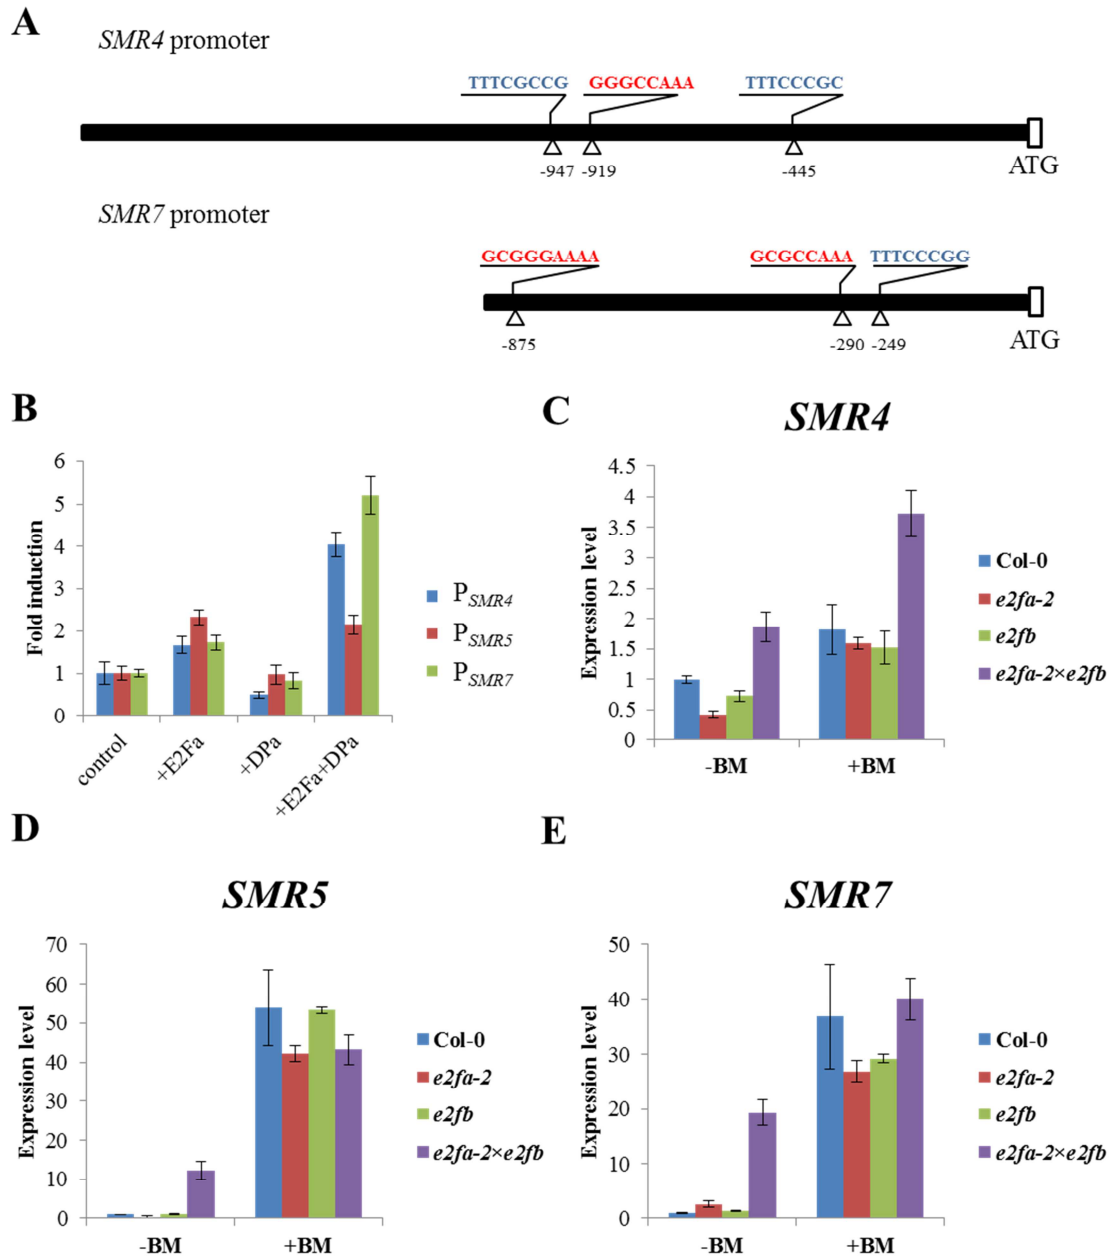 A
SMR4 promoter
TTTCGCCG GGGCCAAA TTTCCCGC
-947 -919 -445 ATG
SMR7 promoter
GCGGGAAAA GCGCCAAA TTTCCCGG
-875 -290 -249 ATG
B
Fold induction
6
5
4
3
2
1
0
control +E2Fa +DPa +E2Fa+DPa
PSMR4
PSMR5
PSMR7
C
SMR4
Expression level
4.5
4
3.5
3
2.5
2
1.5
1
0.5
0
-BM +BM
Col-0
e2fa-2
e2fb
e2fa-2×e2fb
D
SMR5
Expression level
70
60
50
40
30
20
10
0
-BM +BM
Col-0
e2fa-2
e2fb
e2fa-2×e2fb
E
SMR7
Expression level
50
40
30
20
10
0
-BM +BM
Col-0
e2fa-2
e2fb
e2fa-2×e2fb